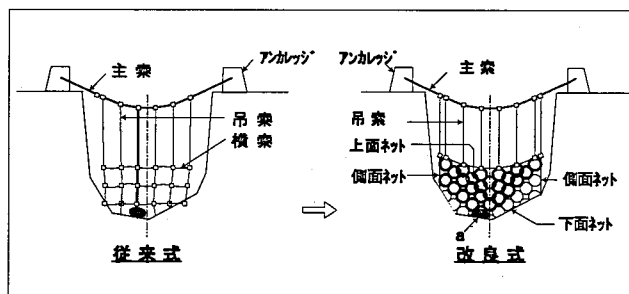 アンカレッジ
主索
吊索
横索
従来式
アンカレッジ
主索
吊索
上面ネット
側面ネット
側面ネット
下面ネット
a
改良式